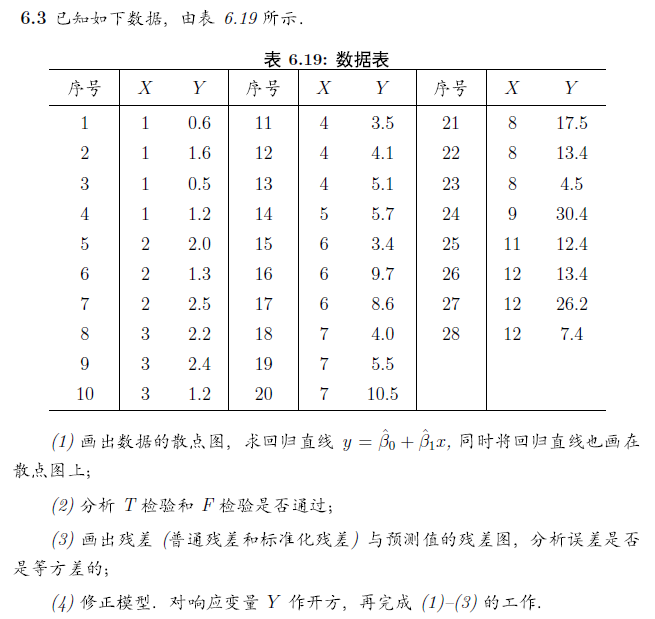 6.3 已知如下数据，由表 6.19 所示.
表 6.19: 数据表
序号 X Y 序号 X Y 序号 X Y
1 1 0.6 11 4 3.5 21 8 17.5
2 1 1.6 12 4 4.1 22 8 13.4
3 1 0.5 13 4 5.1 23 8 4.5
4 1 1.2 14 5 5.7 24 9 30.4
5 2 2.0 15 6 3.4 25 11 12.4
6 2 1.3 16 6 9.7 26 12 13.4
7 2 2.5 17 6 8.6 27 12 26.2
8 3 2.2 18 7 4.0 28 12 7.4
9 3 2.4 19 7 5.5
10 3 1.2 20 7 10.5
(1) 画出数据的散点图，求回归直线 y = β̂₀ + β̂₁x, 同时将回归直线也画在
散点图上；
(2) 分析 T 检验和 F 检验是否通过；
(3) 画出残差 (普通残差和标准化残差) 与预测值的残差图，分析误差是否
是等方差的；
(4) 修正模型. 对响应变量 Y 作开方，再完成 (1)–(3) 的工作.